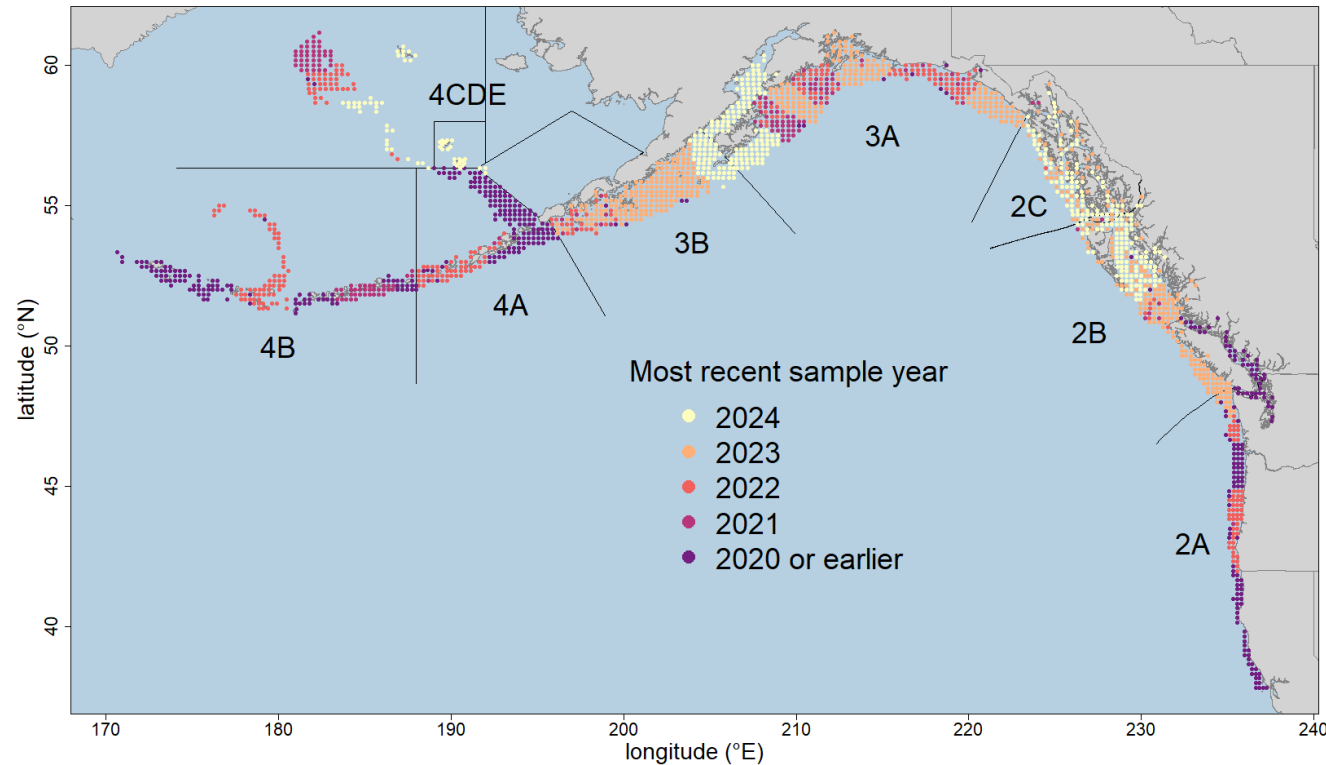 60
55
50
45
40
latitude (°N)
4CDE
3A
2C
3B
4A
2B
4B
Most recent sample year
2024
2023
2022
2021
2020 or earlier
2A
170
180
190
200
210
220
230
240
longitude (°E)